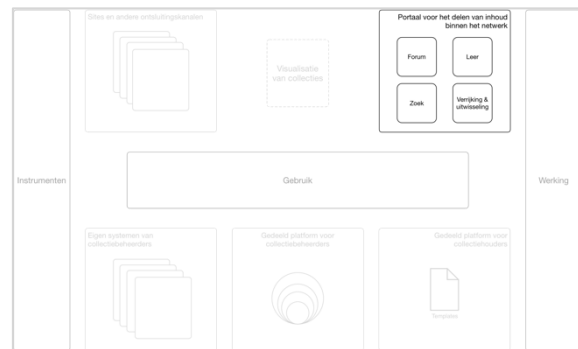 Sites en andere ontsluitingskanalen
Portaal voor het delen van inhoud
binnen het netwerk
Visualisatie
van collecties
Forum
Leer
Zoek
Verrijking &
uitwisseling
Instrumenten
Gebruik
Werking
Eigen systemen van
collectiebeheerders
Gedeeld platform voor
collectiebeheerders
Gedeeld platform voor
collectiehouders
Templates